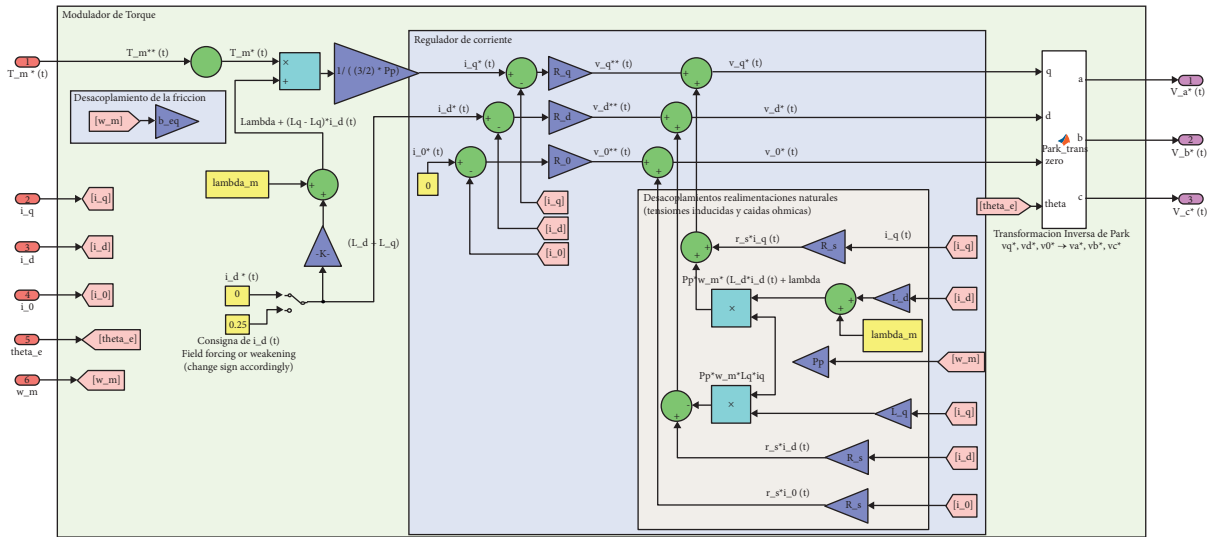 Modulador de Torque
1
T_m * (t)
T_m** (t)
T_m* (t)
×
÷
1/ ( (3/2) * Pp)
Desacoplamiento de la friccion
[w_m]
b_eq
Lambda + (Lq - Lq)*i_d (t)
lambda_m
+
+
-K-
(L_d - L_q)
i_d * (t)
0
0.25
Consigna de i_d (t)
Field forcing or weakening
(change sign accordingly)
2
i_q
[i_q]
3
i_d
[i_d]
4
i_0
[i_0]
5
theta_e
[theta_e]
6
w_m
[w_m]
Regulador de corriente
i_q* (t)
+
-
R_q
v_q** (t)
+
+
v_q* (t)
i_d* (t)
+
-
R_d
v_d** (t)
+
+
v_d* (t)
i_0* (t)
0
+
-
R_0
v_0** (t)
+
+
v_0* (t)
[i_q]
[i_d]
[i_0]
Desacoplamientos realimentaciones naturales
(tensiones inducidas y caidas ohmicas)
+
+
r_s*i_q (t)
R_s
i_q (t)
[i_q]
Pp*w_m* (L_d*i_d (t) + lambda
×
+
+
L_d
[i_d]
lambda_m
Pp
[w_m]
Pp*w_m*Lq*iq
-
+
×
L_q
[i_q]
r_s*i_d (t)
R_s
[i_d]
r_s*i_0 (t)
R_s
[i_0]
[theta_e]
q
d
zero
theta
Park_trans
a
b
c
Transformacion Inversa de Park
vq*, vd*, v0* → va*, vb*, vc*
1
V_a* (t)
2
V_b* (t)
3
V_c* (t)